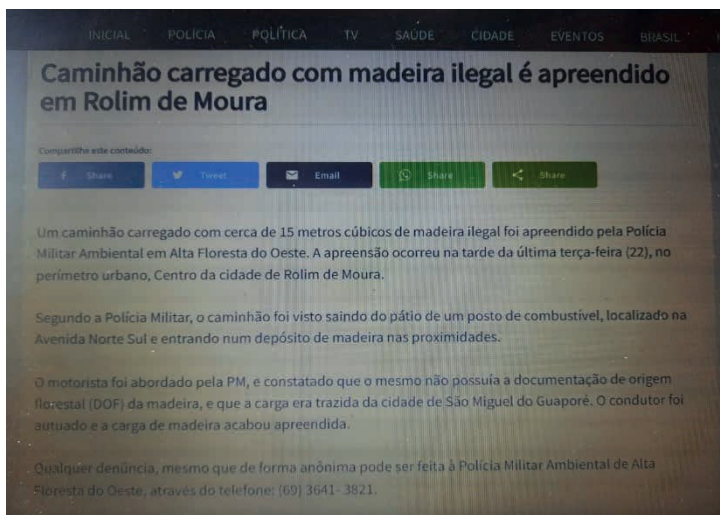 INICIAL POLÍCIA POLÍTICA TV SAÚDE CIDADE EVENTOS BRASIL
Caminhão carregado com madeira ilegal é apreendido
em Rolim de Moura
Compartilhe este conteúdo:
Share Tweet Email Share Share
Um caminhão carregado com cerca de 15 metros cúbicos de madeira ilegal foi apreendido pela Polícia
Militar Ambiental em Alta Floresta do Oeste. A apreensão ocorreu na tarde da última terça-feira (22), no
perímetro urbano, Centro da cidade de Rolim de Moura.
Segundo a Polícia Militar, o caminhão foi visto saindo do pátio de um posto de combustível, localizado na
Avenida Norte Sul e entrando num depósito de madeira nas proximidades.
O motorista foi abordado pela PM, e constatado que o mesmo não possuía a documentação de origem
florestal (DOF) da madeira, e que a carga era trazida da cidade de São Miguel do Guaporé. O condutor foi
autuado e a carga de madeira acabou apreendida.
Qualquer denúncia, mesmo que de forma anônima pode ser feita à Polícia Militar Ambiental de Alta
Floresta do Oeste, através do telefone: (69) 3641- 3821.